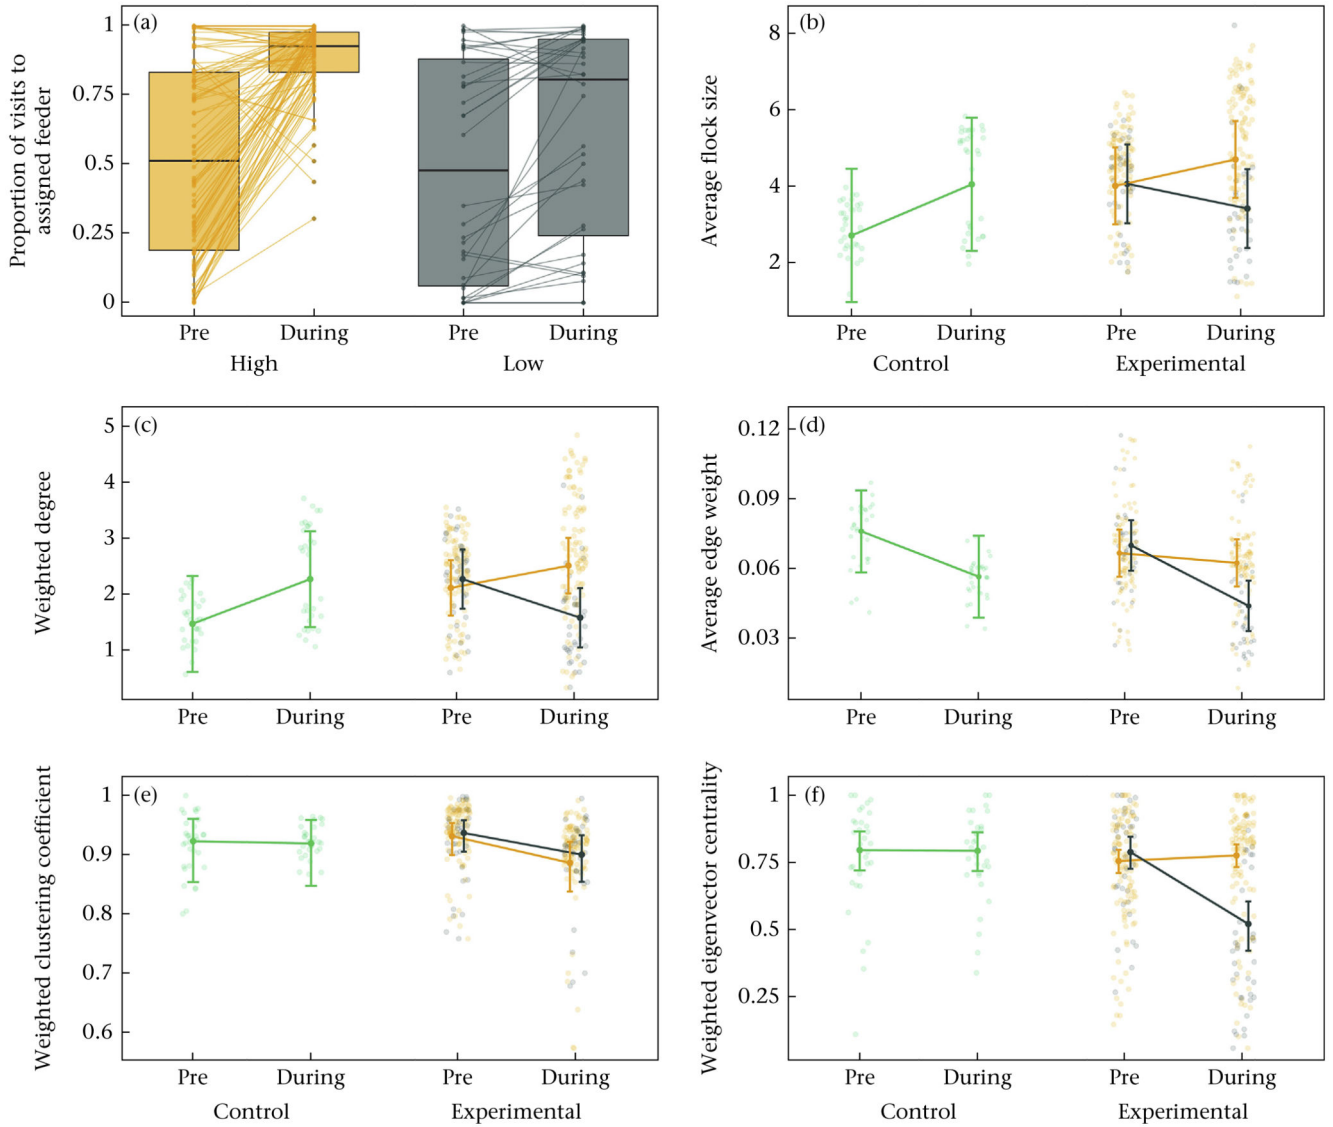 (a)
Proportion of visits to
assigned feeder
1
0.75
0.5
0.25
0
Pre During Pre During
High Low
(b)
Average flock size
8
6
4
2
Pre During Pre During
Control Experimental
(c)
Weighted degree
5
4
3
2
1
Pre During Pre During
(d)
Average edge weight
0.12
0.09
0.06
0.03
Pre During Pre During
(e)
Weighted clustering coefficient
1
0.9
0.8
0.7
0.6
Pre During Pre During
Control Experimental
(f)
Weighted eigenvector centrality
1
0.75
0.5
0.25
Pre During Pre During
Control Experimental